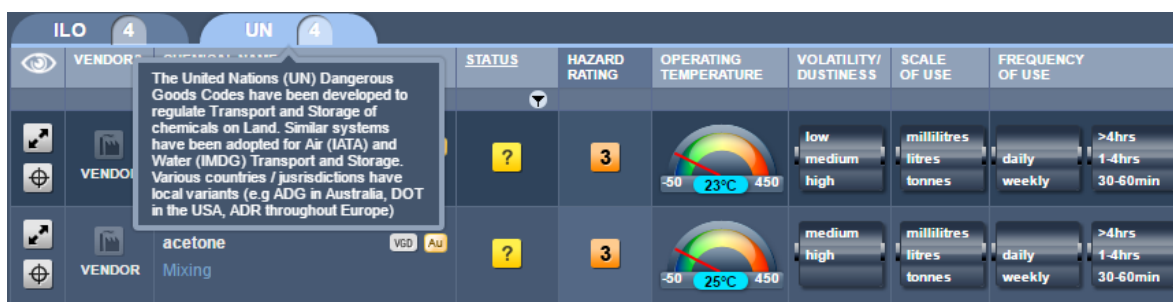 ILO 4
UN 4
VENDORS
STATUS
HAZARD
RATING
OPERATING
TEMPERATURE
VOLATILITY/
DUSTINESS
SCALE
OF USE
FREQUENCY
OF USE
The United Nations (UN) Dangerous
Goods Codes have been developed to
regulate Transport and Storage of
chemicals on Land. Similar systems
have been adopted for Air (IATA) and
Water (IMDG) Transport and Storage.
Various countries / jusrisdictions have
local variants (e.g ADG in Australia, DOT
in the USA, ADR throughout Europe)
?
3
-50 23°C 450
low
medium
high
millilitres
litres
tonnes
daily
weekly
>4hrs
1-4hrs
30-60min
VENDOR
acetone VGD Au
Mixing
?
3
-50 25°C 450
medium
high
millilitres
litres
tonnes
daily
weekly
>4hrs
1-4hrs
30-60min